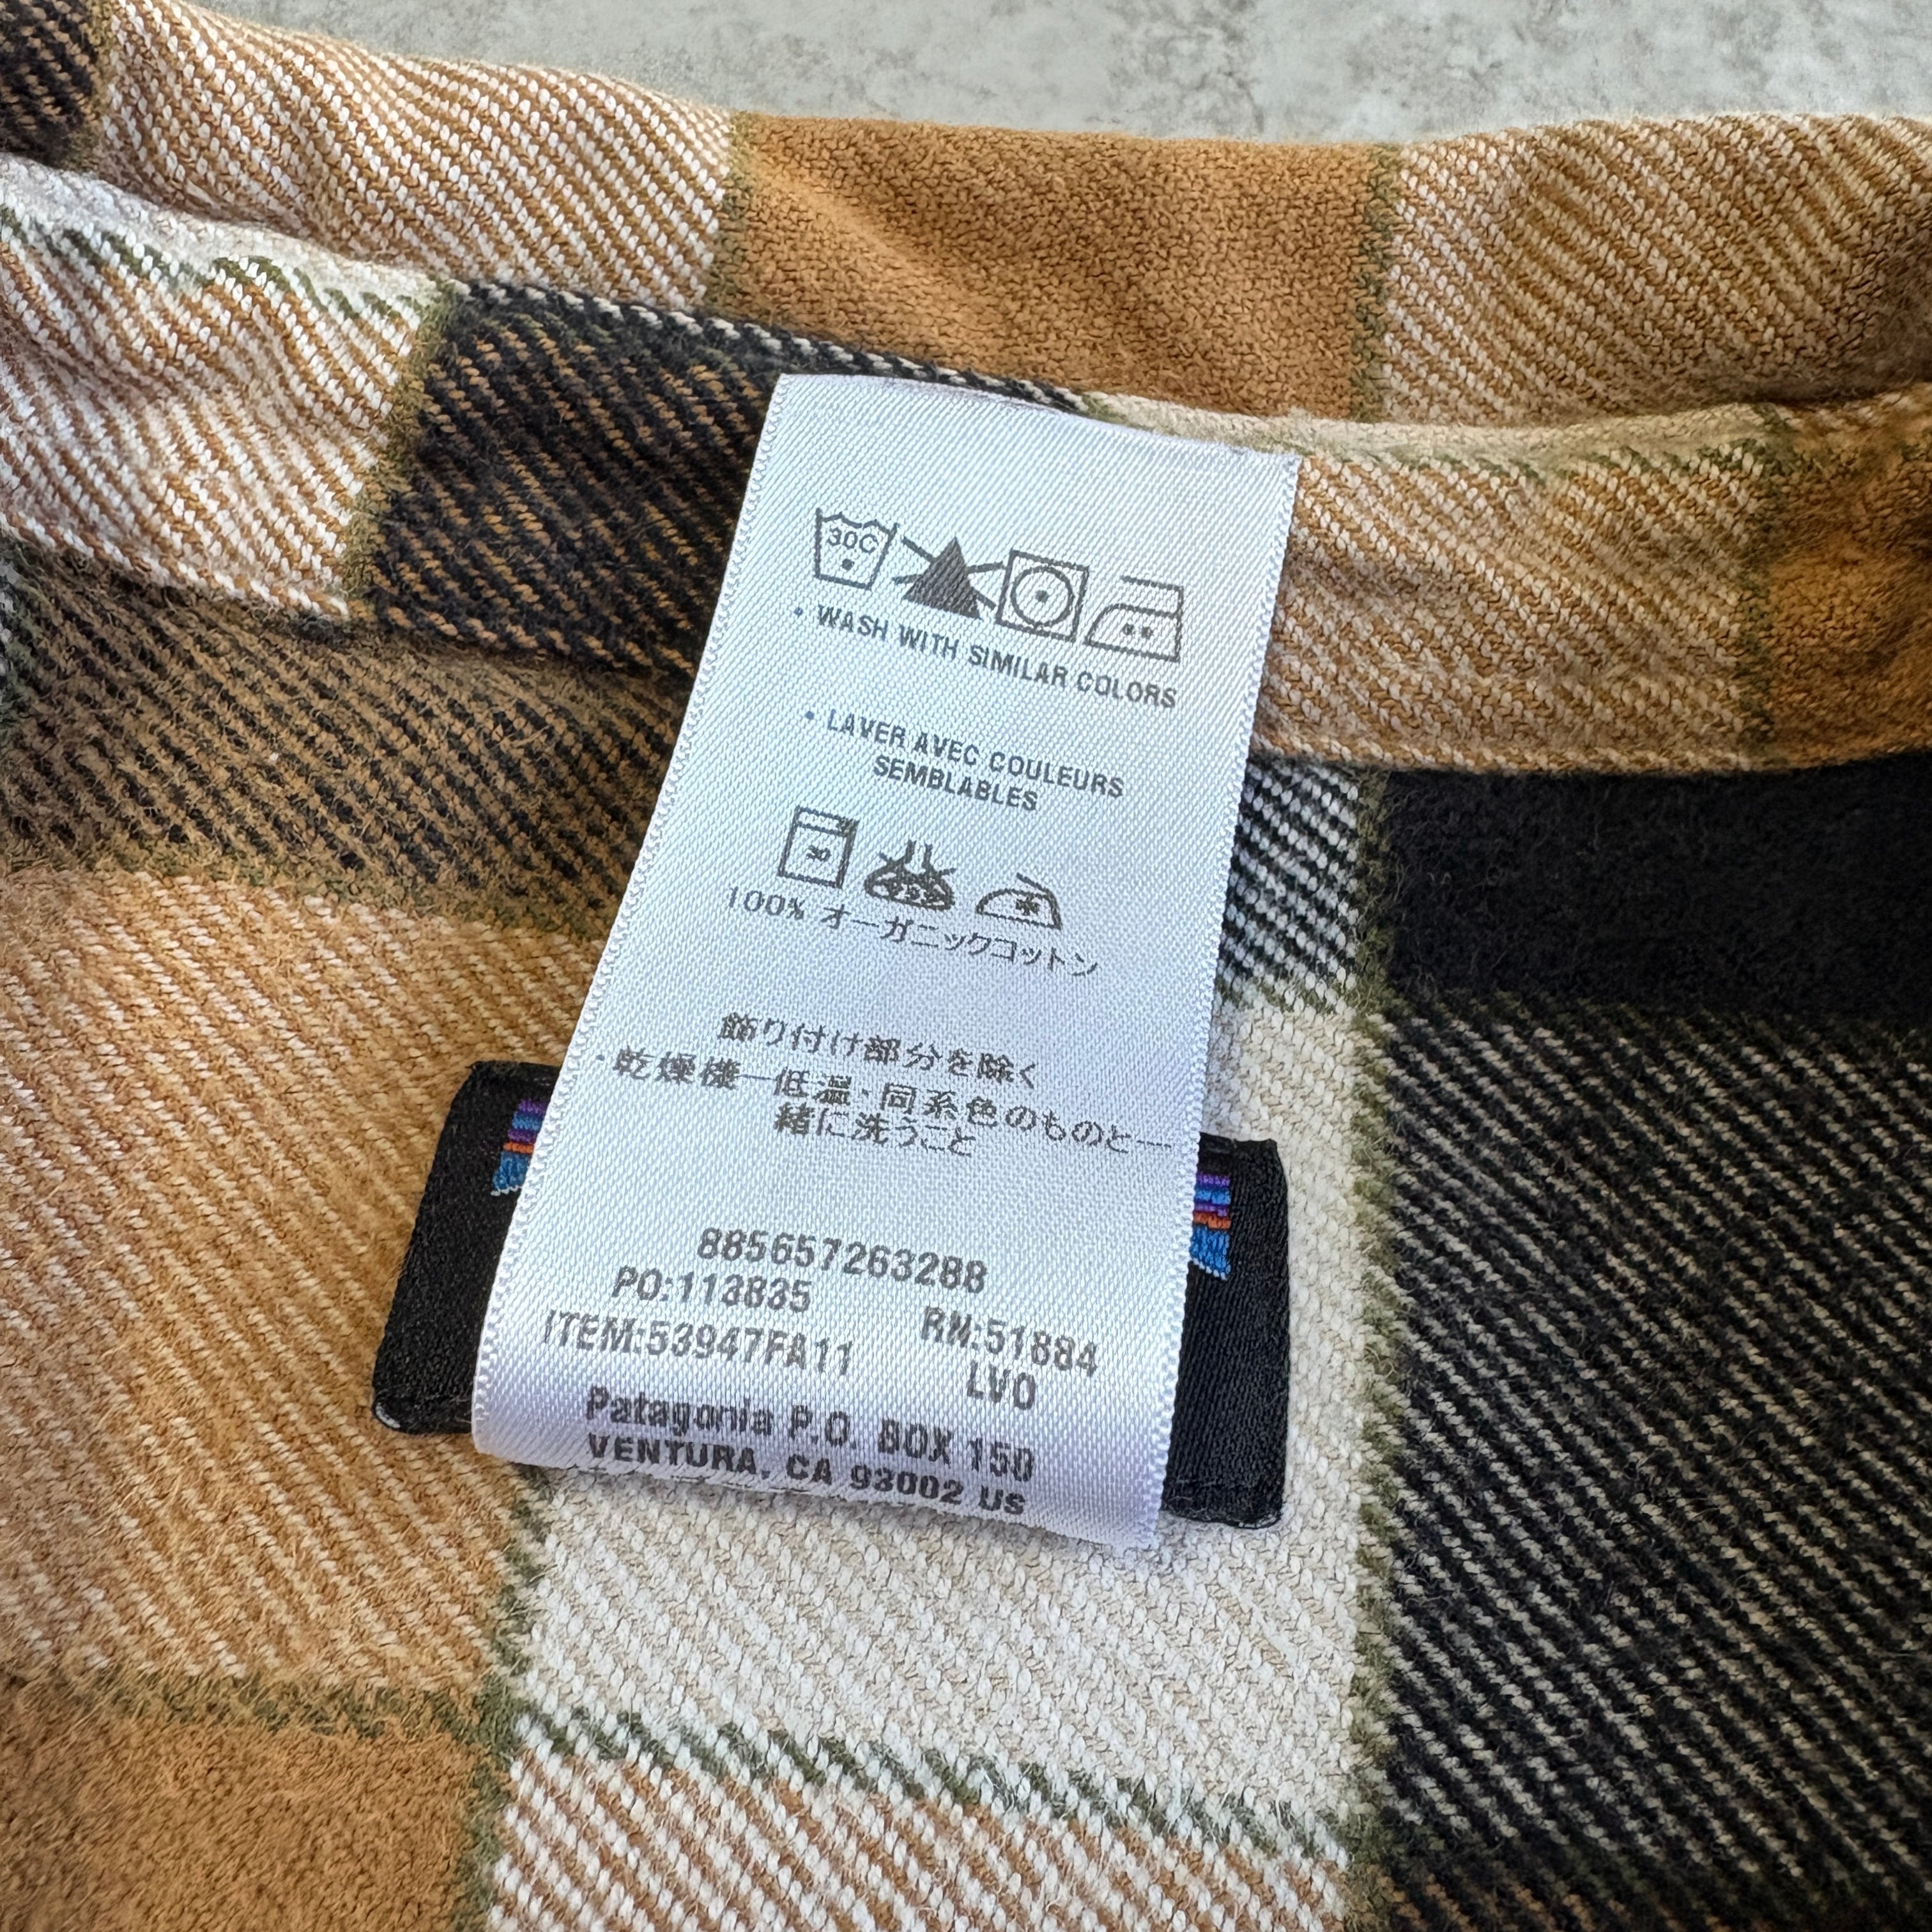 30C
• WASH WITH SIMILAR COLORS
• LAVER AVEC COULEURS
SEMBLABLES
30
100% オーガニックコットン
飾り付け部分を除く
・乾燥機―低温・同系色のものと一
緒に洗うこと
885657263288
PO:113835
RN:51884
ITEM:53947FA11
LVO
Patagonia P.O. BOX 150
VENTURA, CA 93002 US